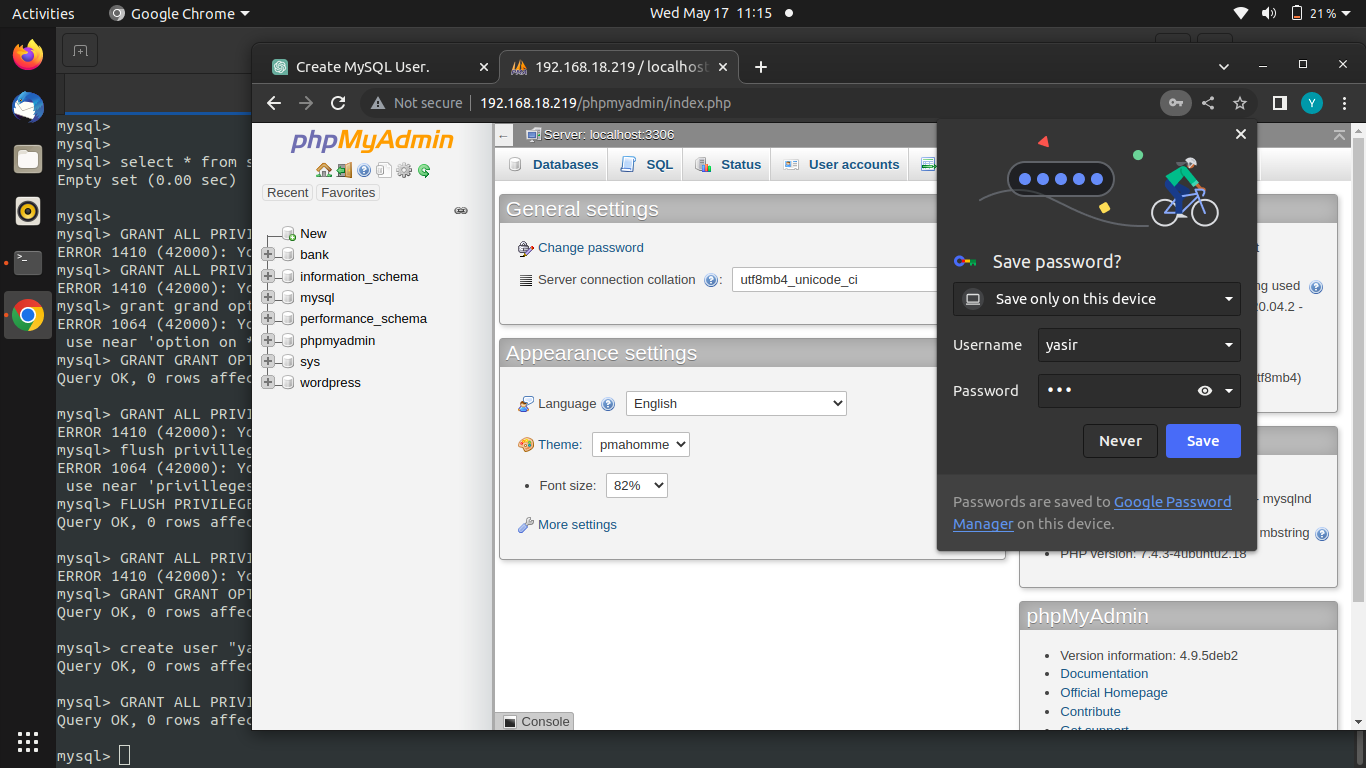 Activities
Google Chrome
Wed May 17 11:15
21%
Create MySQL User.
192.168.18.219 / localhost
Not secure
192.168.18.219/phpmyadmin/index.php
Y
mysql>
mysql>
mysql> select * from s
Empty set (0.00 sec)
mysql>
mysql> GRANT ALL PRIVI
ERROR 1410 (42000): Yo
mysql> GRANT ALL PRIVI
ERROR 1410 (42000): Yo
mysql> grant grand opt
ERROR 1064 (42000): Yo
use near 'option on *
mysql> GRANT GRANT OPT
Query OK, 0 rows affec
mysql> GRANT ALL PRIVI
ERROR 1410 (42000): Yo
mysql> flush privilleg
ERROR 1064 (42000): Yo
use near 'privilleges
mysql> FLUSH PRIVILEGE
Query OK, 0 rows affec
mysql> GRANT ALL PRIVI
ERROR 1410 (42000): Yo
mysql> GRANT GRANT OPT
Query OK, 0 rows affec
mysql> create user "ya
Query OK, 0 rows affec
mysql> GRANT ALL PRIVI
Query OK, 0 rows affec
mysql>
phpMyAdmin
Recent
Favorites
New
bank
information_schema
mysql
performance_schema
phpmyadmin
sys
wordpress
Server: localhost:3306
Databases
SQL
Status
User accounts
General settings
Change password
Server connection collation
:
utf8mb4_unicode_ci
Appearance settings
Language
English
Theme:
pmahomme
Font size:
82%
More settings
Console
Save password?
Save only on this device
Username
yasir
Password
Never
Save
Passwords are saved to Google Password
Manager on this device.
used
20.04.2 -
tf8mb4)
- mysqlnd
mbstring
PHP version: 7.4.3-4ubuntu2.18
phpMyAdmin
Version information: 4.9.5deb2
Documentation
Official Homepage
Contribute
Get support